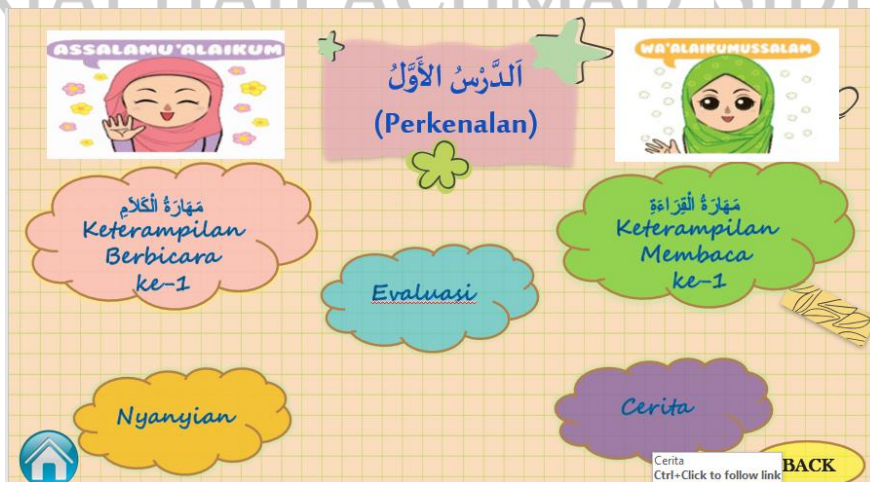 ASSALAMU'ALAIKUM
اَلدَّرْسُ الأَوَّلُ
(Perkenalan)
WA'ALAIKUMUSSALAM
مَهَارَةُ الْكَلَامِ
Keterampilan
Berbicara
ke-1
مَهَارَةُ الْقِرَاءَةِ
Keterampilan
Membaca
ke-1
Evaluasi
Nyanyian
Cerita
Cerita
Ctrl+Click to follow link
BACK